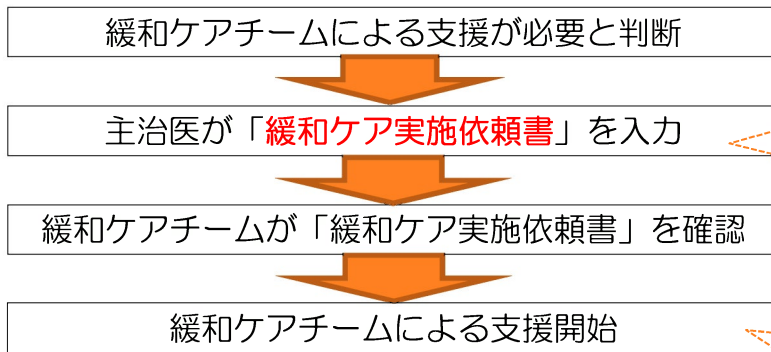 緩和ケアチームによる支援が必要と判断
主治医が「緩和ケア実施依頼書」を入力
緩和ケアチームが「緩和ケア実施依頼書」を確認
緩和ケアチームによる支援開始